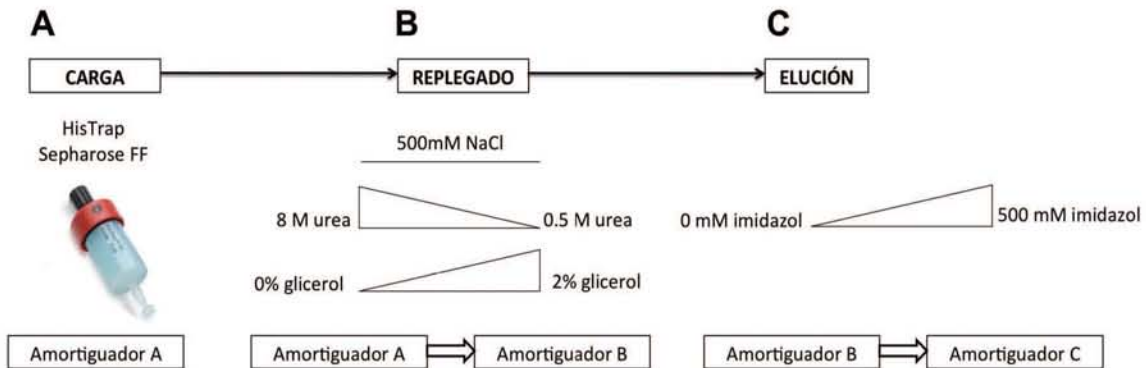 A
B
C
CARGA
REPLEGADO
ELUCIÓN
HisTrap
Sepharose FF
500mM NaCl
8 M urea
0.5 M urea
0 mM imidazol
500 mM imidazol
0% glicerol
2% glicerol
Amortiguador A
Amortiguador A
Amortiguador B
Amortiguador B
Amortiguador C